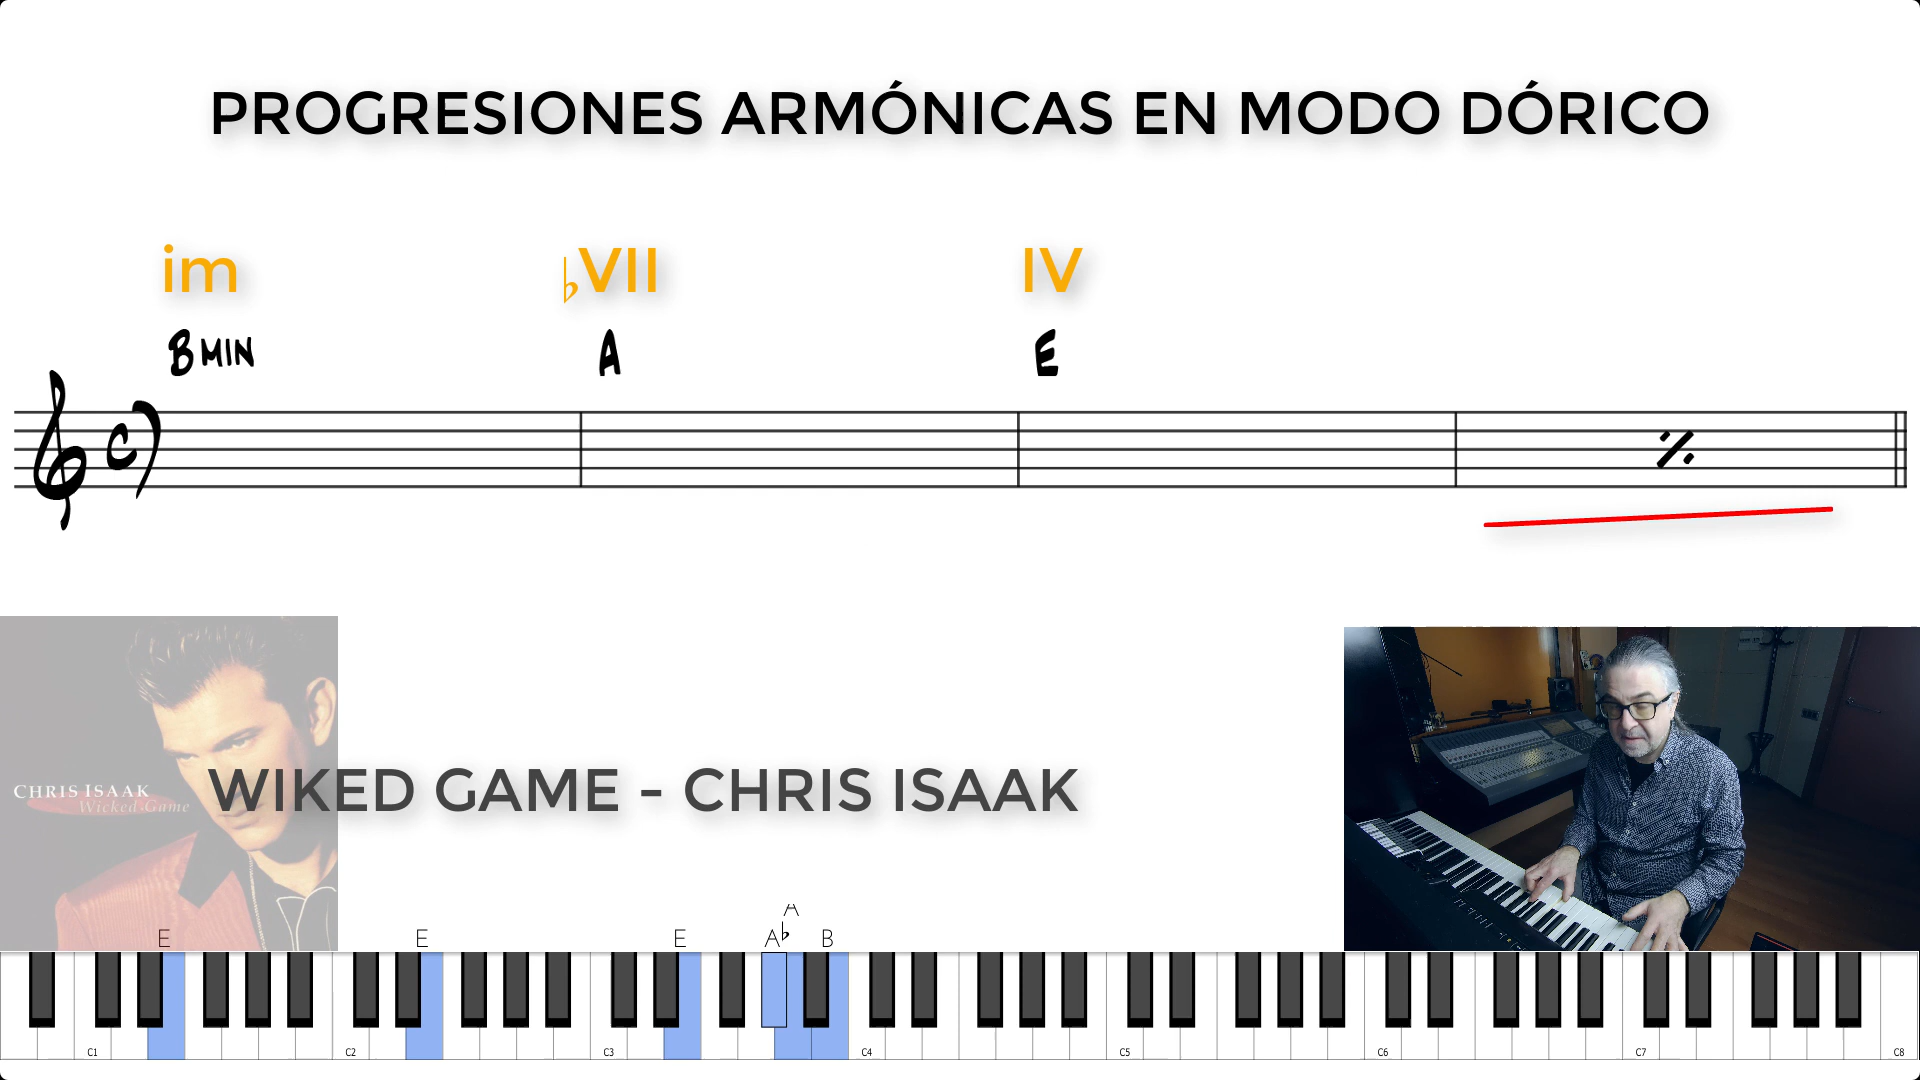 PROGRESIONES ARMÓNICAS EN MODO DÓRICO
im ♭VII IV
BMIN A E
CHRIS ISAAK
Wicked Game
WIKED GAME - CHRIS ISAAK
A
E E E A♭ B
C1 C2 C3 C4 C5 C6 C7 C8